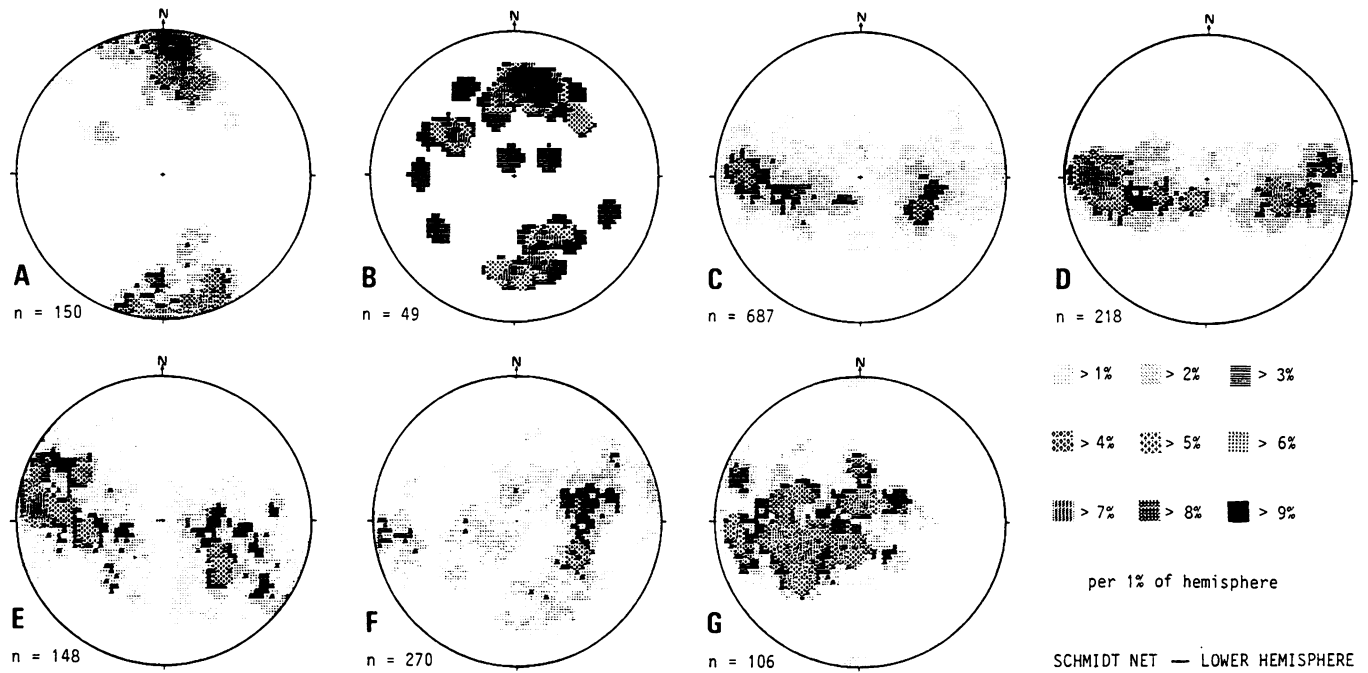 N
N
N
N
A
n = 150
B
n = 49
C
n = 687
D
n = 218
N
N
N
> 1% > 2% > 3%
> 4% > 5% > 6%
> 7% > 8% > 9%
per 1% of hemisphere
E
n = 148
F
n = 270
G
n = 106
SCHMIDT NET — LOWER HEMISPHERE